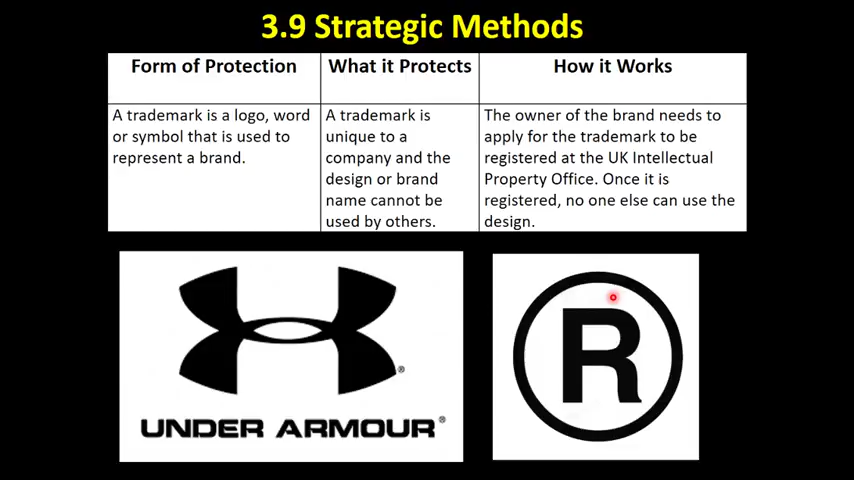 3.9 Strategic Methods
Form of Protection
What it Protects
How it Works
A trademark is a logo, word
or symbol that is used to
represent a brand.
A trademark is
unique to a
company and the
design or brand
name cannot be
used by others.
The owner of the brand needs to
apply for the trademark to be
registered at the UK Intellectual
Property Office. Once it is
registered, no one else can use the
design.
®
UNDER ARMOUR®
R